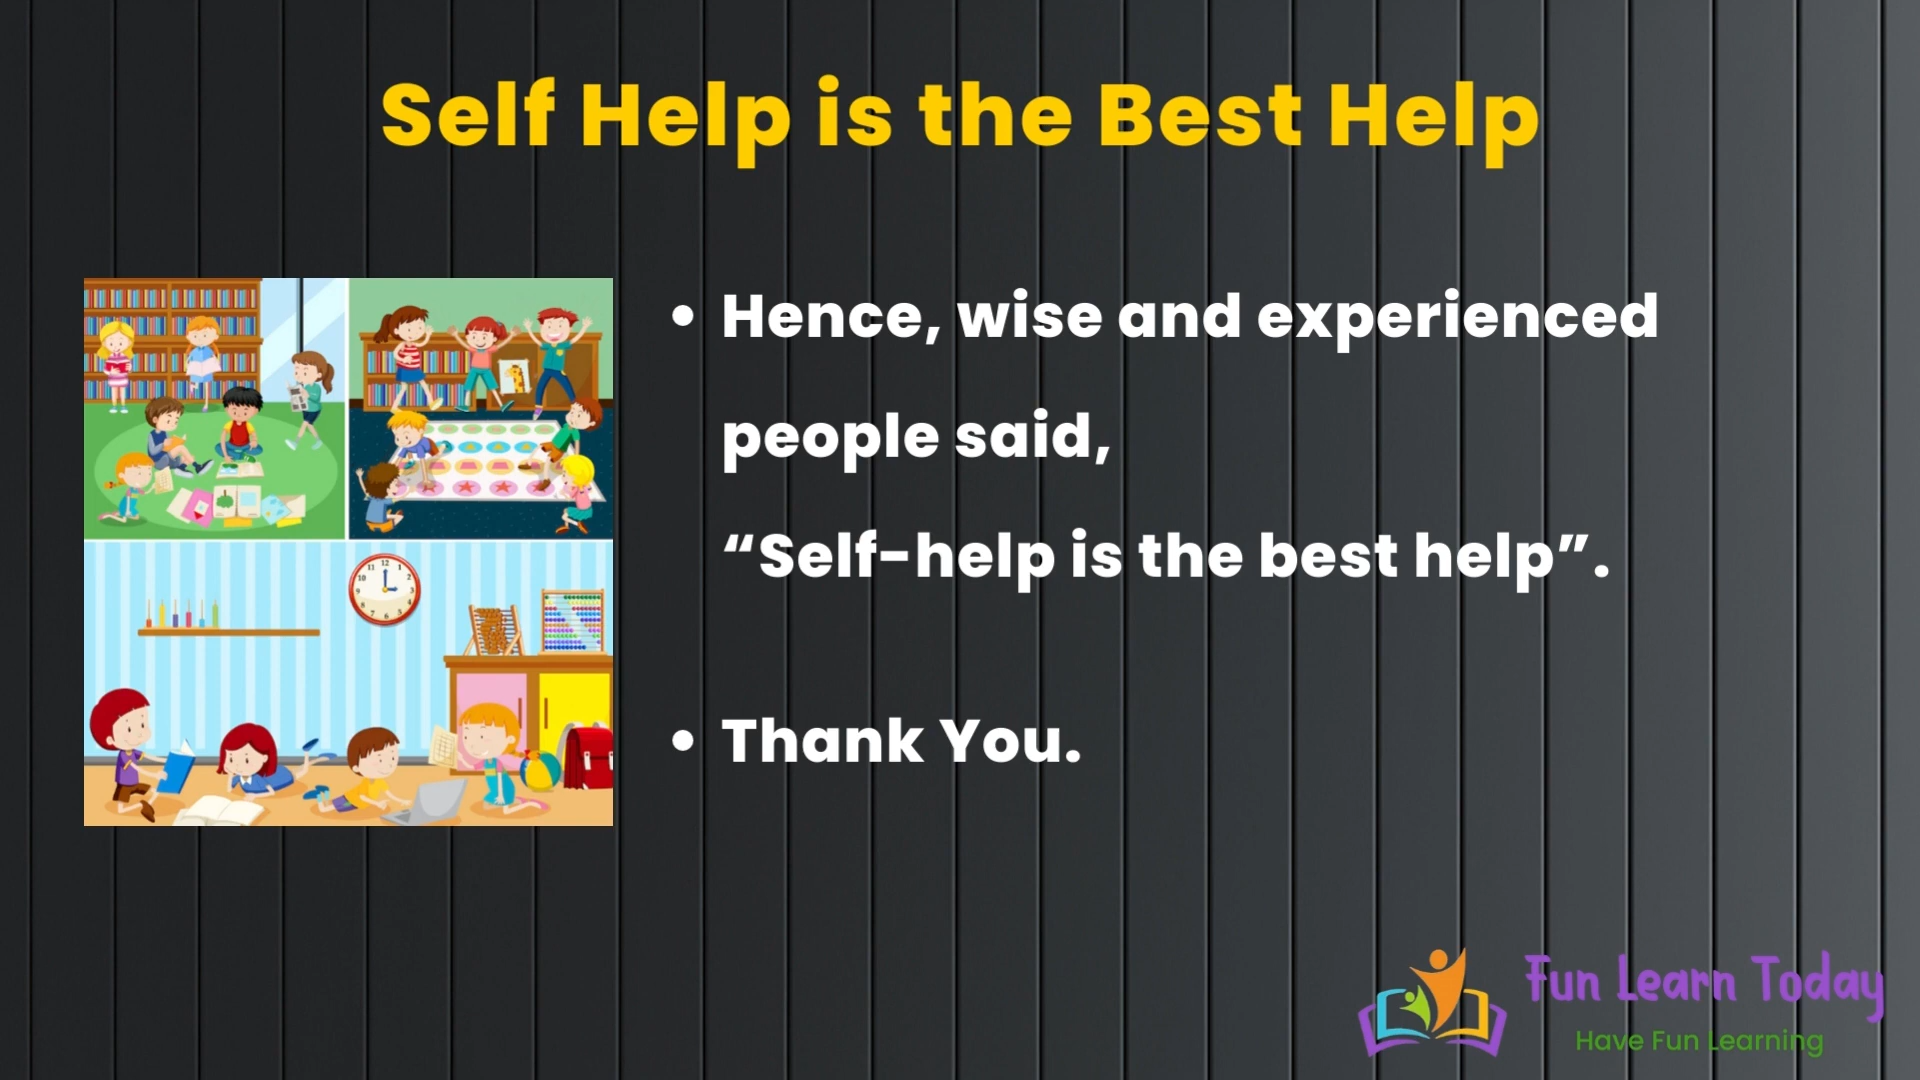 Self Help is the Best Help
• Hence, wise and experienced
people said,
“Self-help is the best help”.
• Thank You.
Fun Learn Today
Have Fun Learning